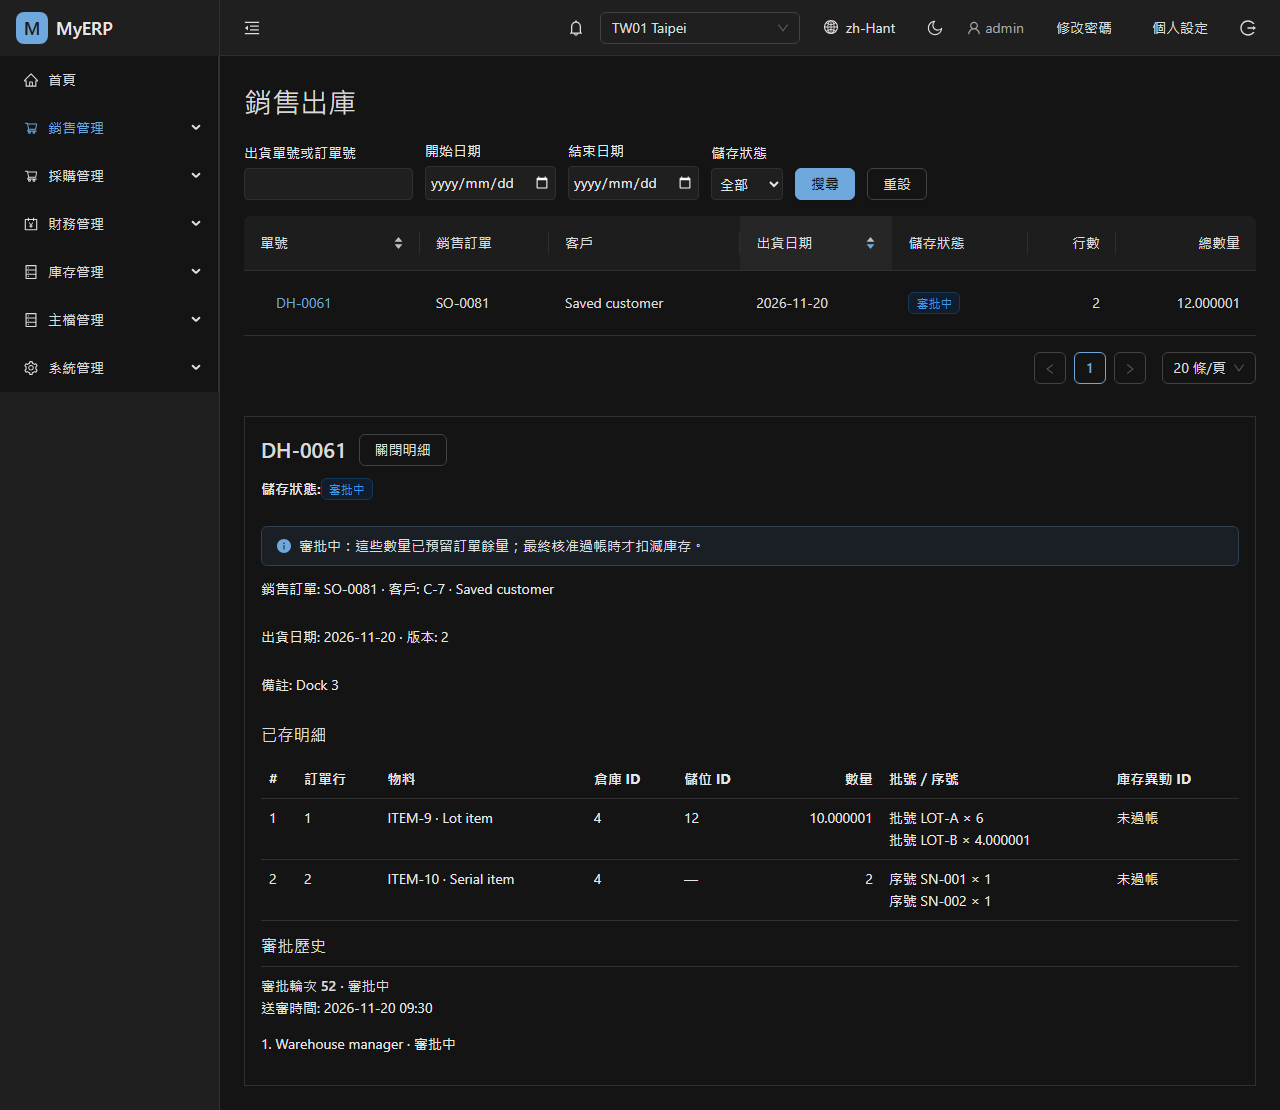 M MyERP
TW01 Taipei
zh-Hant
admin
修改密碼
個人設定
首頁
銷售管理
採購管理
財務管理
庫存管理
主檔管理
系統管理
銷售出庫
出貨單號或訂單號
開始日期
結束日期
儲存狀態
yyyy/mm/dd
yyyy/mm/dd
全部
搜尋
重設
單號 銷售訂單 客戶 出貨日期 儲存狀態 行數 總數量
DH-0061 SO-0081 Saved customer 2026-11-20 審批中 2 12.000001
< 1 > 20 條/頁
DH-0061 關閉明細
儲存狀態: 審批中
審批中：這些數量已預留訂單餘量；最終核准過帳時才扣減庫存。
銷售訂單: SO-0081 · 客戶: C-7 · Saved customer
出貨日期: 2026-11-20 · 版本: 2
備註: Dock 3
已存明細
# 訂單行 物料 倉庫 ID 儲位 ID 數量 批號 / 序號 庫存異動 ID
1 1 ITEM-9 · Lot item 4 12 10.000001 批號 LOT-A × 6 未過帳
批號 LOT-B × 4.000001
2 2 ITEM-10 · Serial item 4 — 2 序號 SN-001 × 1 未過帳
序號 SN-002 × 1
審批歷史
審批輪次 52 · 審批中
送審時間: 2026-11-20 09:30
1. Warehouse manager · 審批中